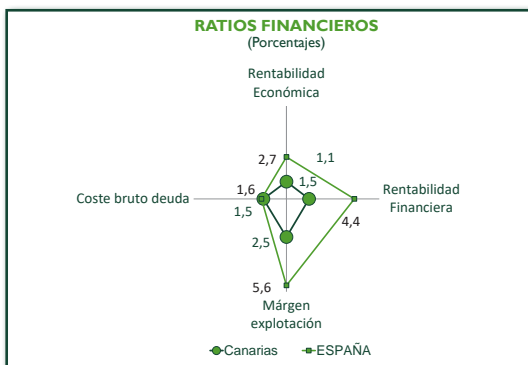 RATIOS FINANCIEROS
(Porcentajes)
Rentabilidad
Económica
2,7
1,1
1,6
1,5
Coste bruto deuda
Rentabilidad
Financiera
1,5
4,4
2,5
5,6
Márgen
explotación
Canarias
ESPAÑA